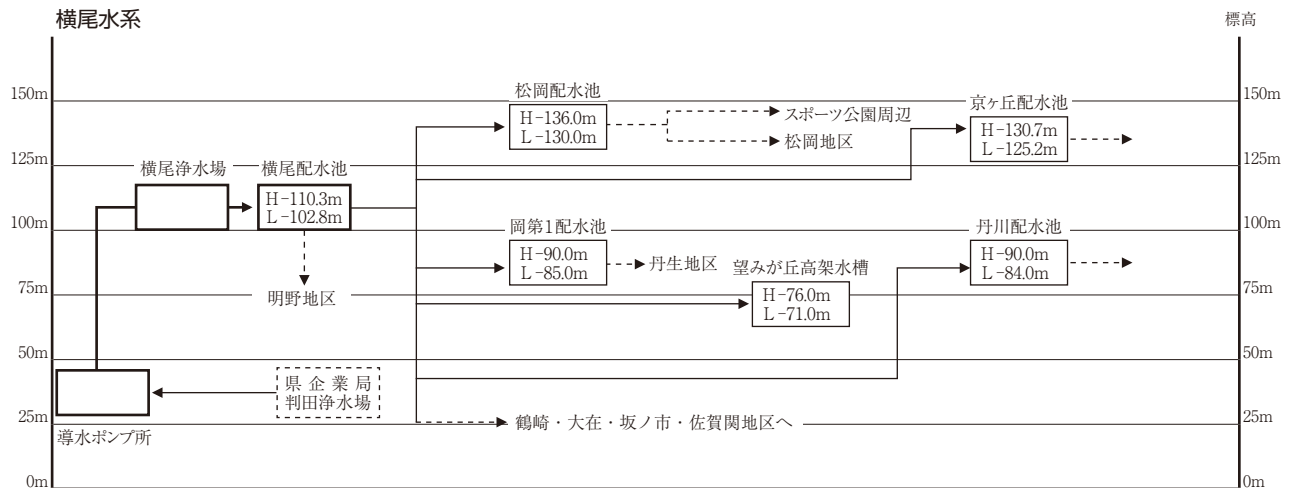 横尾水系
標高
150m
150m
松岡配水池
H-136.0m
L-130.0m
スポーツ公園周辺
松岡地区
京ヶ丘配水池
H-130.7m
L-125.2m
125m
125m
横尾浄水場
横尾配水池
H-110.3m
L-102.8m
100m
100m
岡第1配水池
H-90.0m
L-85.0m
丹生地区
望みが丘高架水槽
H-76.0m
L-71.0m
丹川配水池
H-90.0m
L-84.0m
明野地区
75m
75m
50m
50m
県企業局
判田浄水場
25m
25m
鶴崎・大在・坂ノ市・佐賀関地区へ
導水ポンプ所
0m
0m